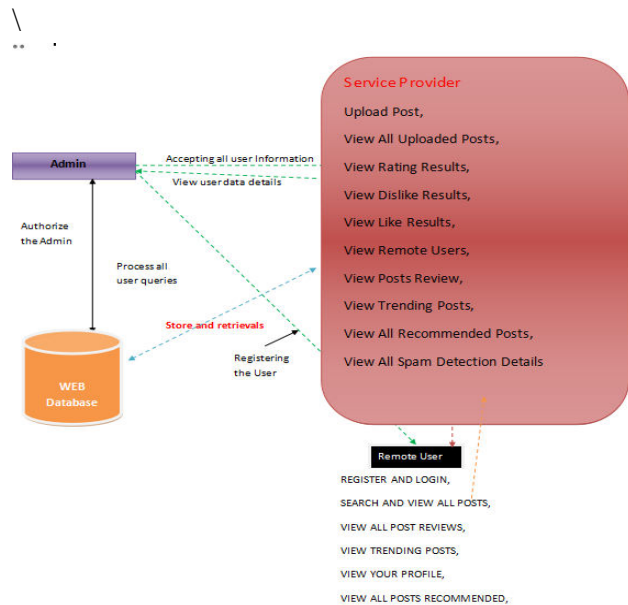 \
.. .
Service Provider
Upload Post,
View All Uploaded Posts,
View Rating Results,
View Dislike Results,
View Like Results,
View Remote Users,
View Posts Review,
View Trending Posts,
View All Recommended Posts,
View All Spam Detection Details
Admin
Accepting all user Information
View user data details
Authorize
the Admin
Process all
user queries
Store and retrievals
Registering
the User
WEB
Database
Remote User
REGISTER AND LOGIN,
SEARCH AND VIEW ALL POSTS,
VIEW ALL POST REVIEWS,
VIEW TRENDING POSTS,
VIEW YOUR PROFILE,
VIEW ALL POSTS RECOMMENDED,